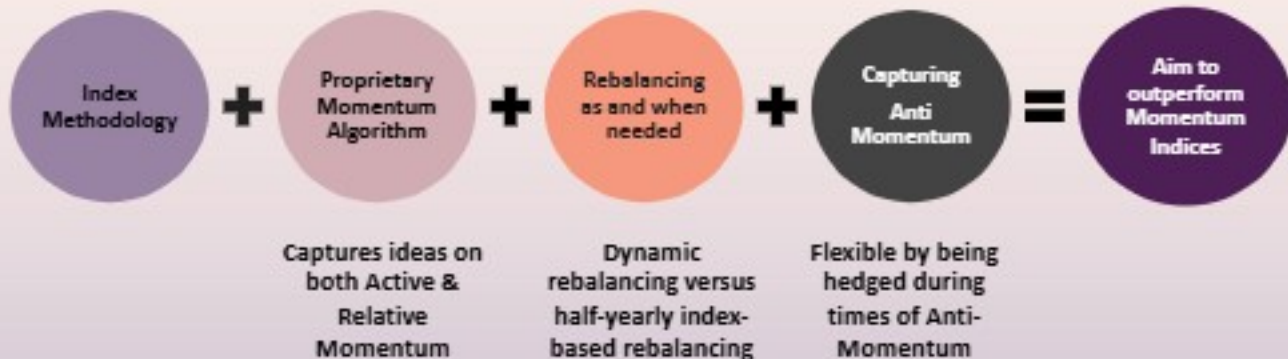 Index
Methodology
+
Proprietary
Momentum
Algorithm
+
Rebalancing
as and when
needed
+
Capturing
Anti
Momentum
=
Aim to
outperform
Momentum
Indices
Captures ideas on
both Active &
Relative
Momentum
Dynamic
rebalancing versus
half-yearly index-
based rebalancing
Flexible by being
hedged during
times of Anti-
Momentum